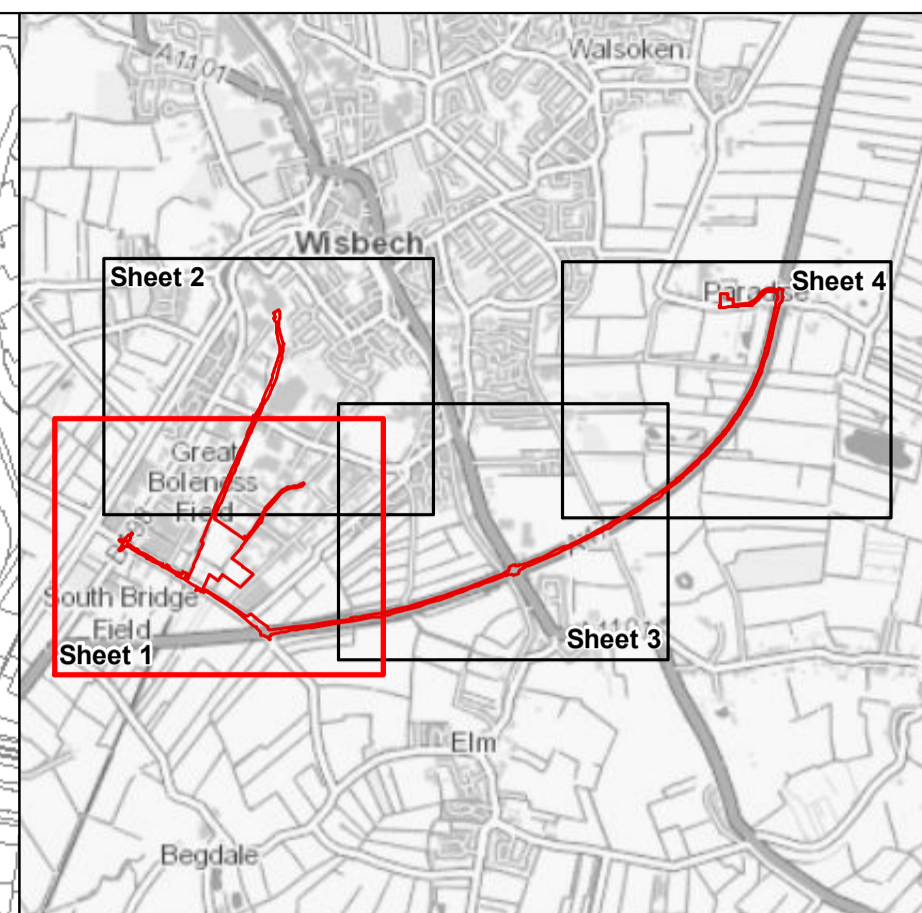 Walsoken
A1101
Wisbech
Sheet 2
Sheet 4
Paradise
Great
Boleness
Field
South Bridge
Field
Sheet 1
Sheet 3
A1101
Elm
Begdale